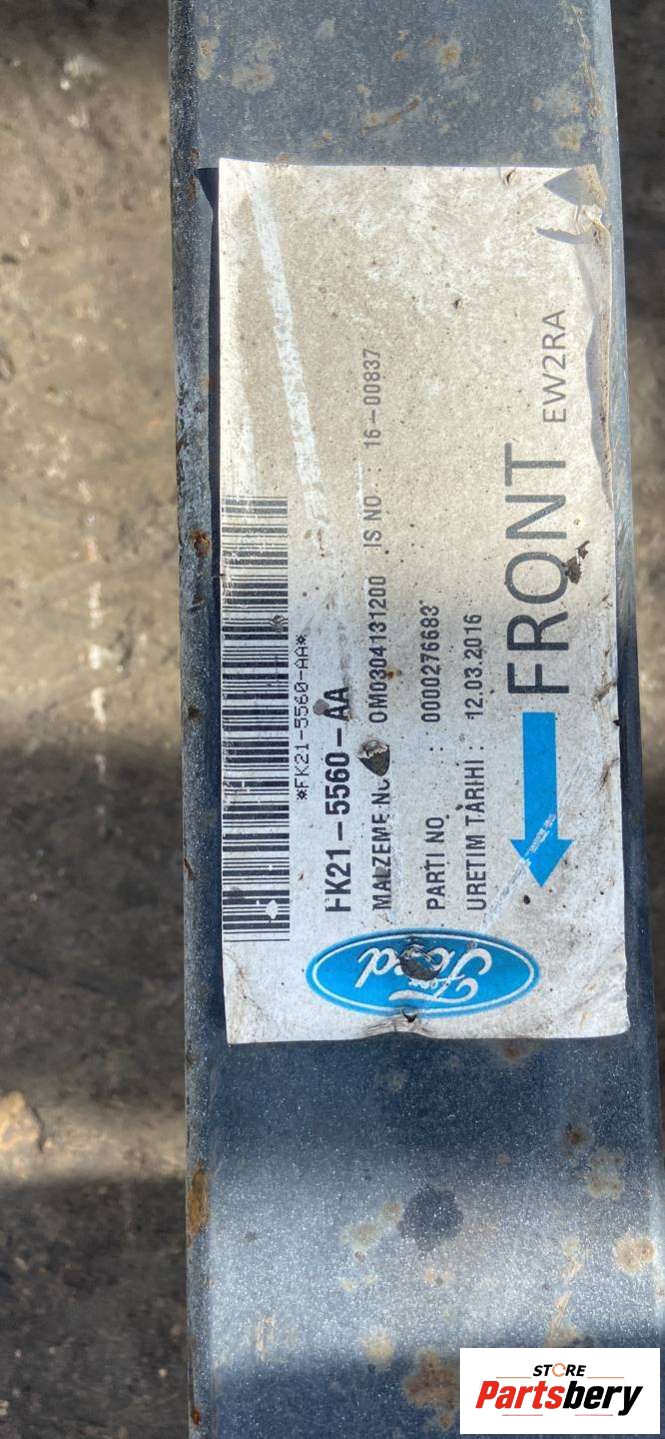 *FK21-5560-AA*
FK21-5560-AA
MALZEME NO 0M0304131200 IS NO : 16-00837
PARTI NO : 0000276683
URETIM TARIHI : 12.03.2016
FRONT EW2RA
Ford
STORE
Partsbery